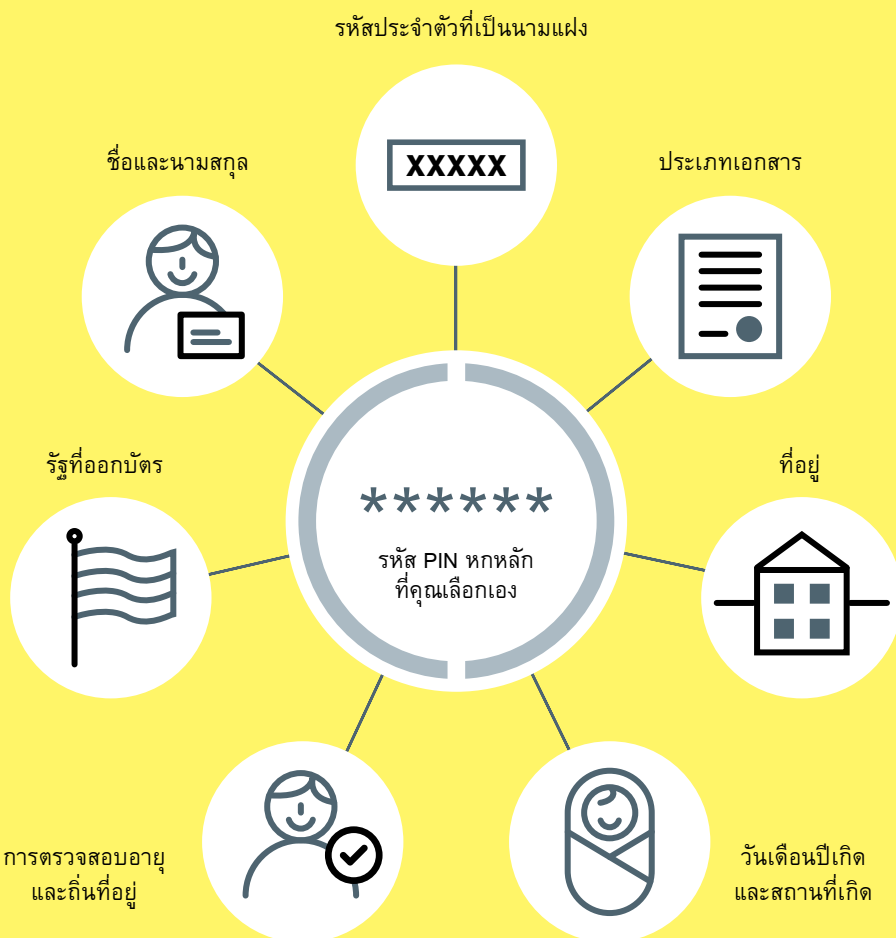 รหัสประจำตัวที่เป็นนามแฝง
XXXXX
ชื่อและนามสกุล
ประเภทเอกสาร
รัฐที่ออกบัตร
ที่อยู่
******
รหัส PIN หกหลัก
ที่คุณเลือกเอง
การตรวจสอบอายุ
และถิ่นที่อยู่
วันเดือนปีเกิด
และสถานที่เกิด